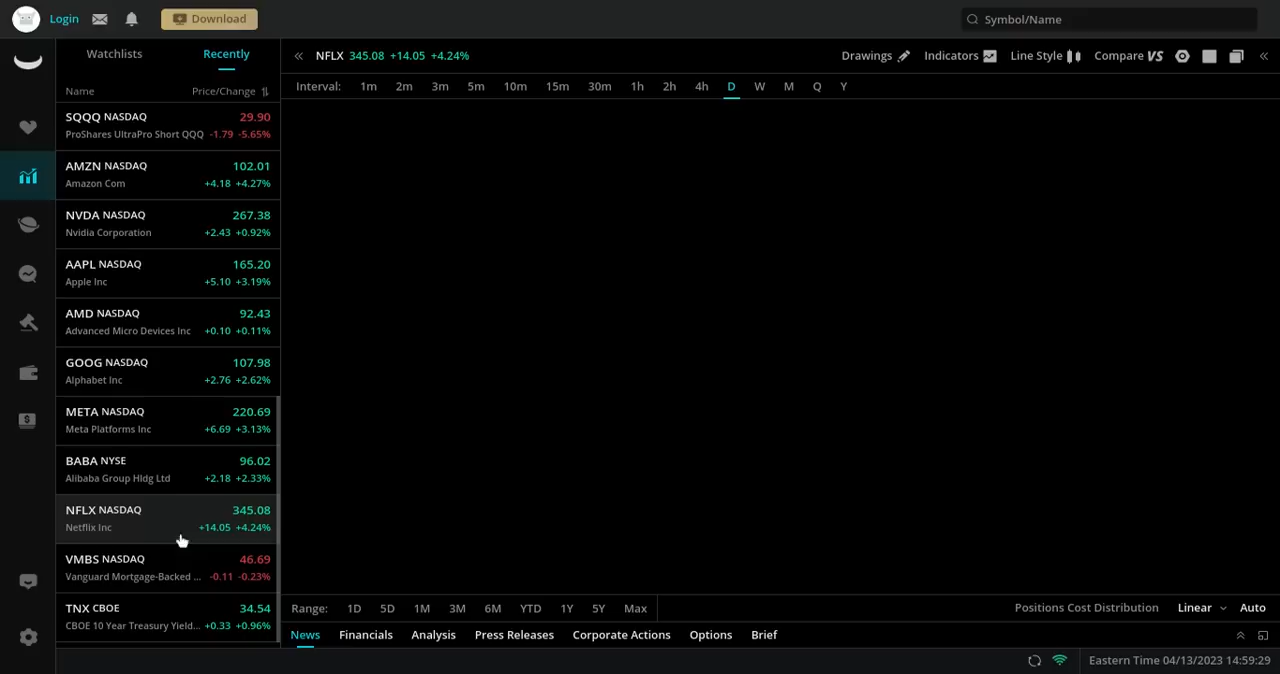 Login
Download
Symbol/Name
Watchlists
Recently
NFLX 345.08 +14.05 +4.24%
Drawings
Indicators
Line Style
Compare VS
Name
Price/Change
Interval: 1m 2m 3m 5m 10m 15m 30m 1h 2h 4h D W M Q Y
SQQQ NASDAQ 29.90
ProShares UltraPro Short QQQ -1.79 -5.65%
AMZN NASDAQ 102.01
Amazon Com +4.18 +4.27%
NVDA NASDAQ 267.38
Nvidia Corporation +2.43 +0.92%
AAPL NASDAQ 165.20
Apple Inc +5.10 +3.19%
AMD NASDAQ 92.43
Advanced Micro Devices Inc +0.10 +0.11%
GOOG NASDAQ 107.98
Alphabet Inc +2.76 +2.62%
META NASDAQ 220.69
Meta Platforms Inc +6.69 +3.13%
BABA NYSE 96.02
Alibaba Group Hldg Ltd +2.18 +2.33%
NFLX NASDAQ 345.08
Netflix Inc +14.05 +4.24%
VMBS NASDAQ 46.69
Vanguard Mortgage-Backed ... -0.11 -0.23%
TNX CBOE 34.54
CBOE 10 Year Treasury Yield... +0.33 +0.96%
Range: 1D 5D 1M 3M 6M YTD 1Y 5Y Max
Positions Cost Distribution
Linear
Auto
News
Financials
Analysis
Press Releases
Corporate Actions
Options
Brief
Eastern Time 04/13/2023 14:59:29